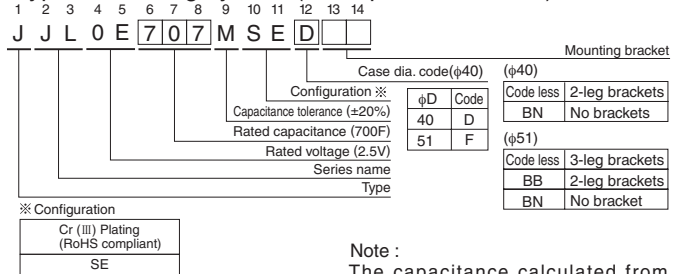 1 2 3 4 5 6 7 8 9 10 11 12 13 14
J J L 0 E 7 0 7 M S E D
Mounting bracket
Case dia. code(φ40)
Configuration ※
Capacitance tolerance (±20%)
Rated capacitance (700F)
Rated voltage (2.5V)
Series name
Type
φD Code
40 D
51 F
(φ40)
Code less 2-leg brackets
BN No brackets
(φ51)
Code less 3-leg brackets
BB 2-leg brackets
BN No bracket
※Configuration
Cr (Ⅲ) Plating
(RoHS compliant)
SE
Note :
The capacitance calculated from